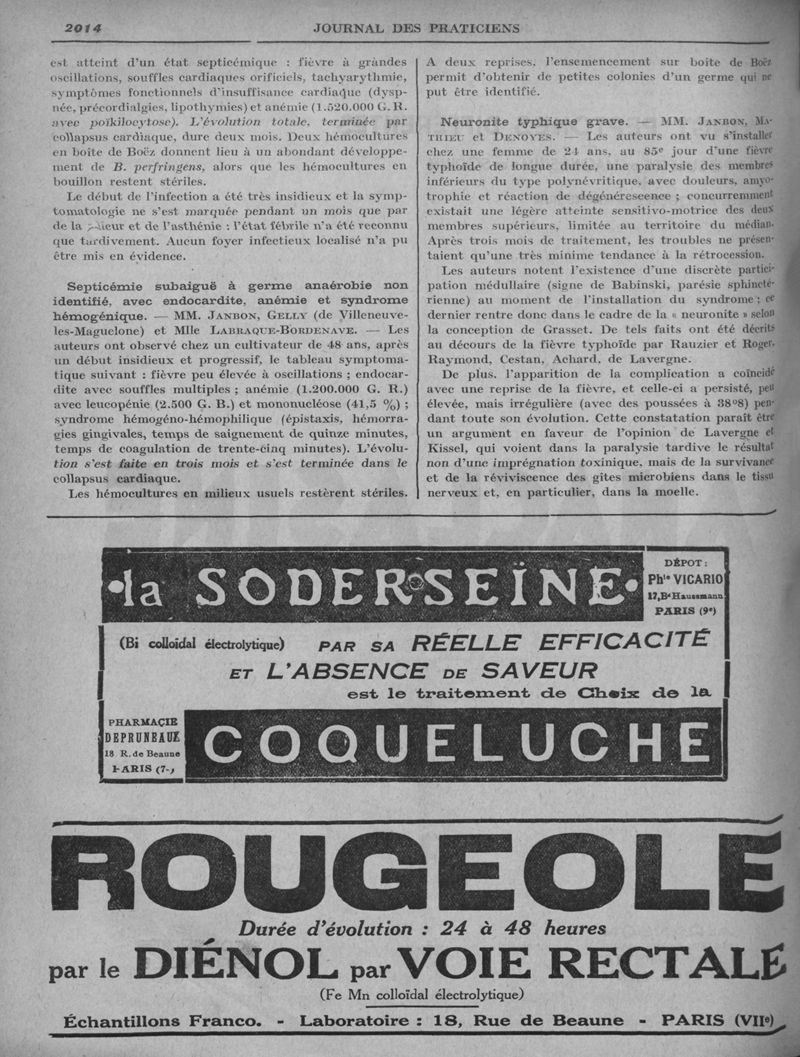 2014
JOURNAL DES PRATICIENS
est atteint d'un état septicémique : fièvre à grandes
oscillations, souffles cardiaques orificiels, tachyarythmie,
symptômes fonctionnels d'insuffisance cardiaque (dysp-
née, précordialgies, lipothymies) et anémie (1.520.000 G. R.
avec poïkilocytose). L'évolution totale, terminée par
collapsus cardiaque, dure deux mois. Deux hémocultures
en boîte de Boëz donnent lieu à un abondant développe-
ment de B. perfringens, alors que les hémocultures en
bouillon restent stériles.
Le début de l'infection a été très insidieux et la symp-
tomatologie ne s'est marquée pendant un mois que par
de la et de l'asthénie : l'état fébrile n'a été reconnu
que tardivement. Aucun foyer infectieux localisé n'a pu
être mis en évidence.
Septicémie subaiguë à germe anaérobie non
identifié, avec endocardite, anémie et syndrome
hémogénique. — MM. JANBON, GELLY (de Villeneuve-
les-Maguelone) et Mlle LABRAQUE-BORDENAVE. — Les
auteurs ont observé chez un cultivateur de 48 ans, après
un début insidieux et progressif, le tableau symptoma-
tique suivant : fièvre peu élevée à oscillations ; endocar-
dite avec souffles multiples ; anémie (1.200.000 G. R.)
avec leucopénie (2.500 G. B.) et mononucléose (41,5 %) ;
syndrome hémogéno-hémophilique (épistaxis, hémorra-
gies gingivales, temps de saignement de quinze minutes,
temps de coagulation de trente-cinq minutes). L'évolu-
tion s'est faite en trois mois et s'est terminée dans le
collapsus cardiaque.
Les hémocultures en milieux usuels restèrent stériles.
A deux reprises, l'ensemencement sur boîte de Boëz
permit d'obtenir de petites colonies d'un germe qui ne
put être identifié.
Neuronite typhique grave. — MM. JANBON, MA-
THIEU et DENOYES. — Les auteurs ont vu s'installer
chez une femme de 24 ans, au 85e jour d'une fièvre
typhoïde de longue durée, une paralysie des membres
inférieurs du type polynévritique, avec douleurs, amyo-
trophie et réaction de dégénérescence ; concurremment
existait une légère atteinte sensitivo-motrice des deux
membres supérieurs, limitée au territoire du médian.
Après trois mois de traitement, les troubles ne présen-
taient qu'une très minime tendance à la rétrocession.
Les auteurs notent l'existence d'une discrète partici-
pation médullaire (signe de Babinski, parésie sphincté-
rienne) au moment de l'installation du syndrome ; ce
dernier rentre donc dans le cadre de la « neuronite » selon
la conception de Grasset. De tels faits ont été décrits
au décours de la fièvre typhoïde par Rauzier et Roger,
Raymond, Cestan, Achard, de Lavergne.
De plus, l'apparition de la complication a coïncidé
avec une reprise de la fièvre, et celle-ci a persisté, peu
élevée, mais irrégulière (avec des poussées à 38°8) pen-
dant toute son évolution. Cette constatation paraît être
un argument en faveur de l'opinion de Lavergne et
Kissel, qui voient dans la paralysie tardive le résultat
non d'une imprégnation toxinique, mais de la survivance
et de la réviviscence des gîtes microbiens dans le tissu
nerveux et, en particulier, dans la moelle.
la SODERSEÏNE
DÉPOT :
Phie VICARIO
17, Bd Haussmann
PARIS (9e)
(Bi colloïdal électrolytique) PAR SA RÉELLE EFFICACITÉ
ET L'ABSENCE DE SAVEUR
est le traitement de Choix de la
PHARMACIE
DEPRUNEAUX
18 R. de Beaune
PARIS (7-)
COQUELUCHE
ROUGEOLE
Durée d'évolution : 24 à 48 heures
par le DIÉNOL par VOIE RECTALE
(Fe Mn colloïdal électrolytique)
Échantillons Franco. - Laboratoire : 18, Rue de Beaune - PARIS (VIIe)